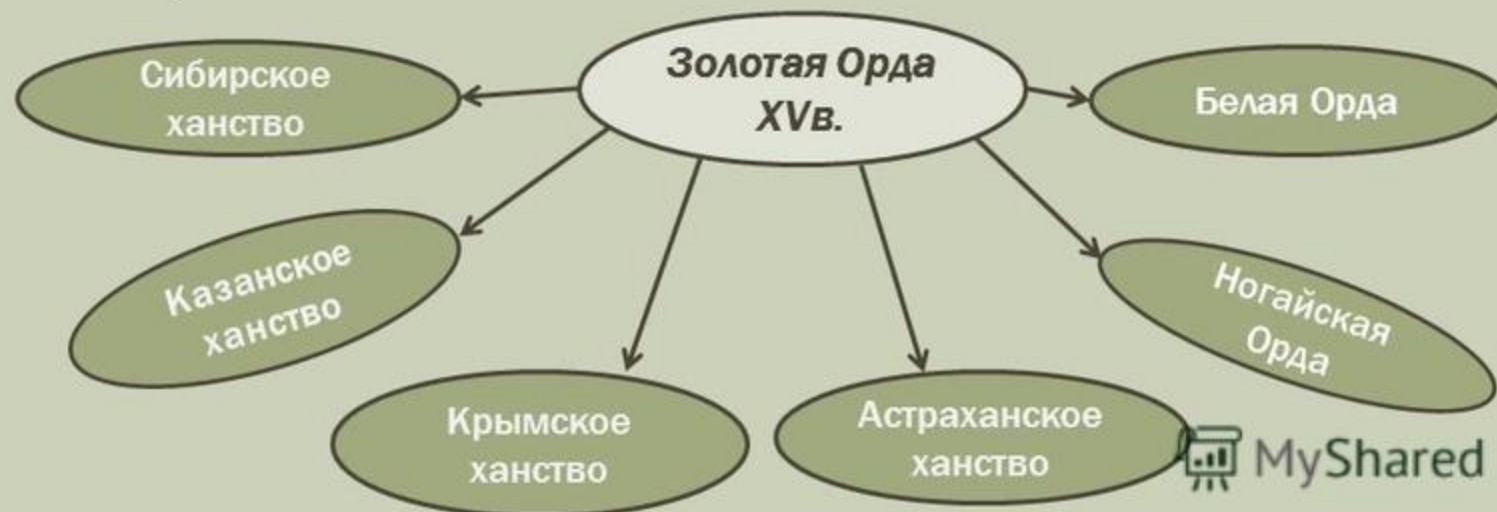 Золотая Орда
XVв.
Сибирское
ханство
Белая Орда
Казанское
ханство
Ногайская
Орда
Крымское
ханство
Астраханское
ханство
MyShared